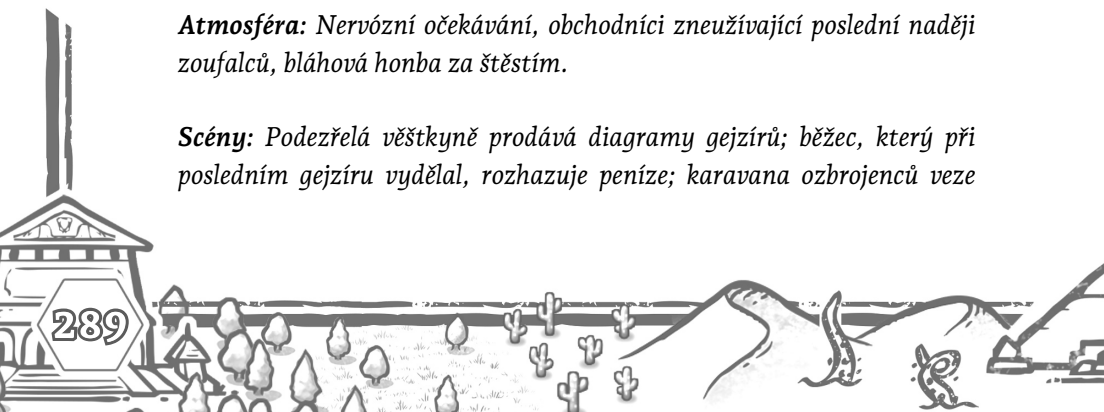 Atmosféra: Nervózní očekávání, obchodníci zneužívající poslední naději
zoufalců, bláhová honba za štěstím.
Scény: Podezřelá věštkyně prodává diagramy gejzírů; běžec, který při
posledním gejzíru vydělal, rozhazuje peníze; karavana ozbrojenců veze
289